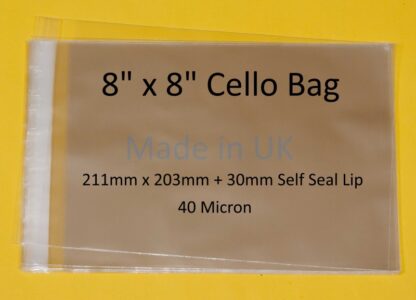 8" x 8" Cello Bag
Made in UK
211mm x 203mm + 30mm Self Seal Lip
40 Micron